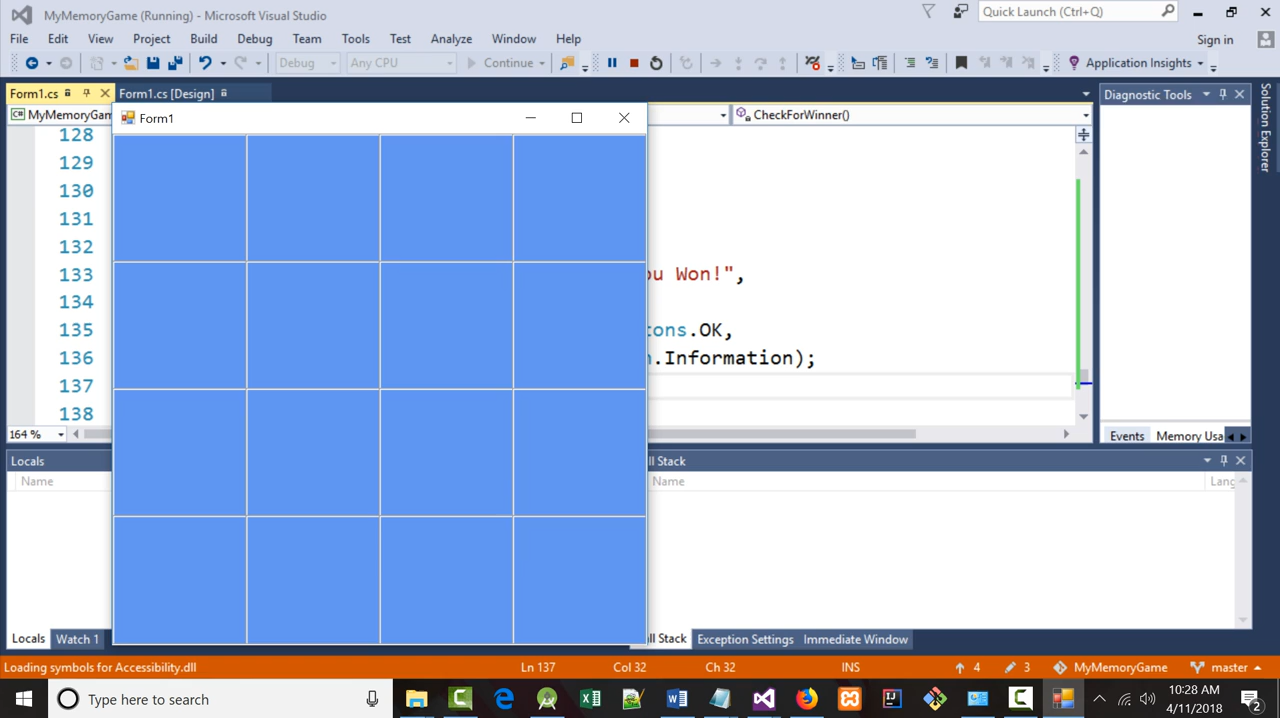 MyMemoryGame (Running) - Microsoft Visual Studio
Quick Launch (Ctrl+Q)
File Edit View Project Build Debug Team Tools Test Analyze Window Help
Sign in
Debug Any CPU Continue Application Insights
Form1.cs Form1.cs [Design]
Diagnostic Tools
Solution Explorer
C# MyMemoryGam
CheckForWinner()
Form1
128
129
130
131
132
133 ou Won!",
134
135 tons.OK,
136 n.Information);
137
138
164 %
Events Memory Usa
Locals
ll Stack
Name
Name Lang
Locals Watch 1
ll Stack Exception Settings Immediate Window
Loading symbols for Accessibility.dll Ln 137 Col 32 Ch 32 INS 4 3 MyMemoryGame master
Type here to search
10:28 AM
4/11/2018
2